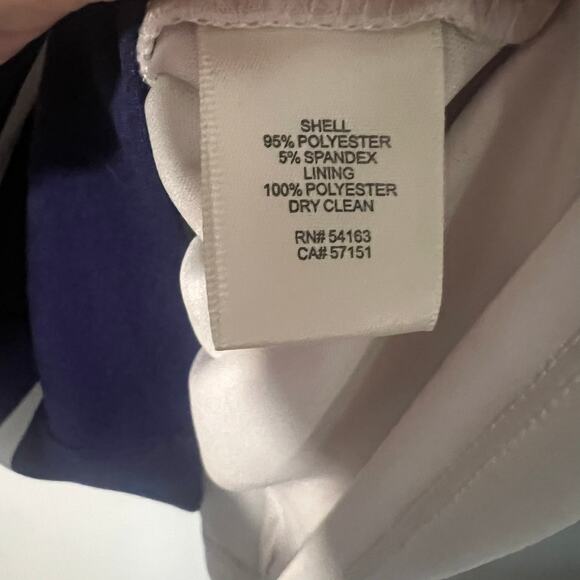 SHELL
95% POLYESTER
5% SPANDEX
LINING
100% POLYESTER
DRY CLEAN
RN# 54163
CA# 57151